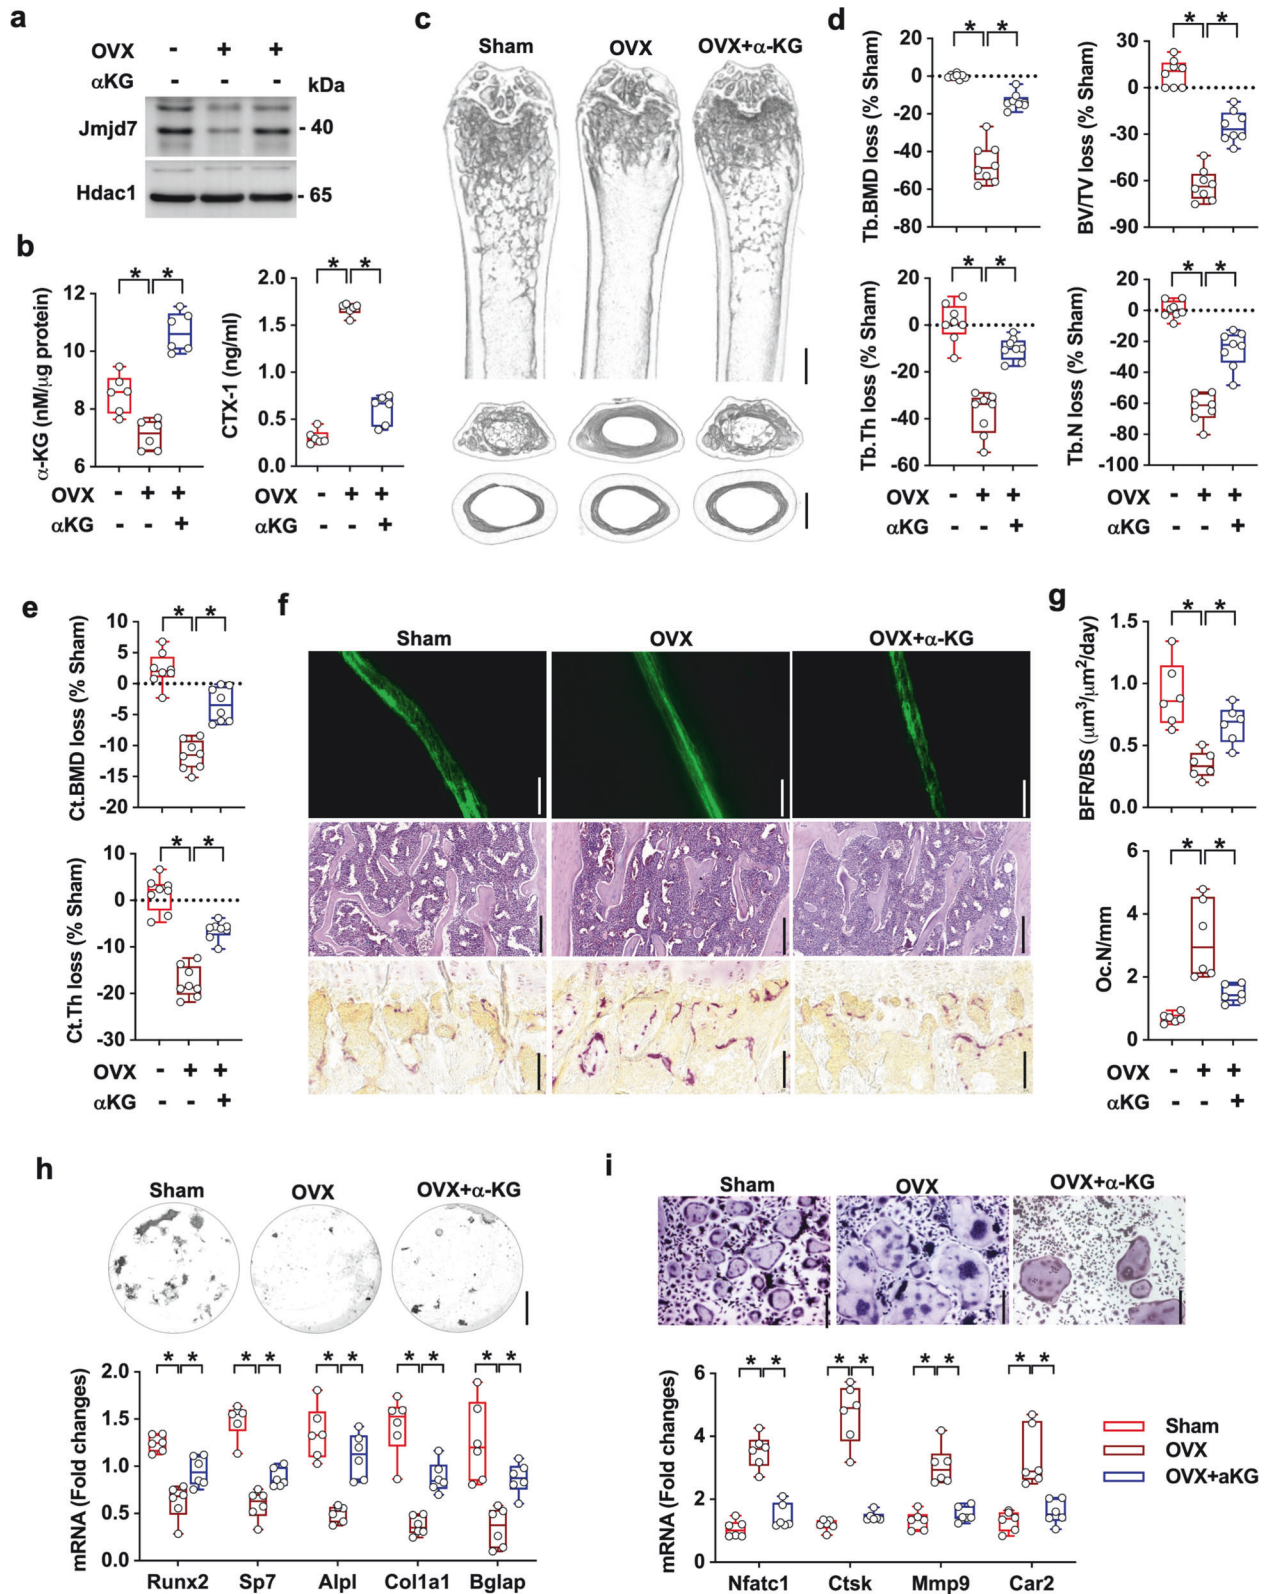 a
OVX - + +
αKG - - -
kDa
Jmjd7
- 40
Hdac1
- 65
b
* *
α-KG (nM/μg protein)
12
10
8
6
OVX - + +
αKG - - +
* *
CTX-1 (ng/ml)
2.0
1.5
1.0
0.5
0.0
OVX - + +
αKG - - +
c
Sham OVX OVX+α-KG
d
* *
Tb.BMD loss (% Sham)
20
0
-20
-40
-60
-80
* *
BV/TV loss (% Sham)
30
0
-30
-60
-90
* *
Tb.Th loss (% Sham)
20
0
-20
-40
-60
OVX - + +
αKG - - +
* *
Tb.N loss (% Sham)
20
0
-20
-40
-60
-80
-100
OVX - + +
αKG - - +
e
* *
Ct.BMD loss (% Sham)
10
5
0
-5
-10
-15
-20
* *
Ct.Th loss (% Sham)
10
0
-10
-20
-30
OVX - + +
αKG - - +
f
Sham OVX OVX+α-KG
g
* *
BFR/BS (μm³/μm²/day)
1.5
1.0
0.5
0.0
* *
Oc.N/mm
6
4
2
0
OVX - + +
αKG - - +
h
Sham OVX OVX+α-KG
* * * * * * * * * *
mRNA (Fold changes)
2.0
1.5
1.0
0.5
0.0
Runx2 Sp7 Alpl Col1a1 Bglap
i
Sham OVX OVX+α-KG
* * * * * * * *
mRNA (Fold changes)
6
4
2
0
Nfatc1 Ctsk Mmp9 Car2
Sham
OVX
OVX+aKG